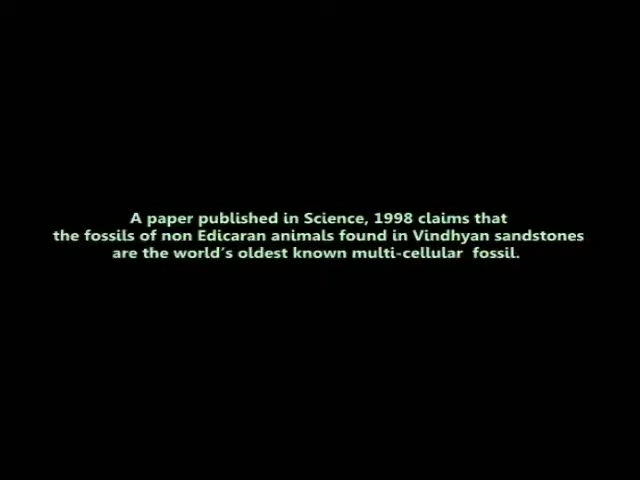 A paper published in Science, 1998 claims that
the fossils of non Edicaran animals found in Vindhyan sandstones
are the world's oldest known multi-cellular fossil.